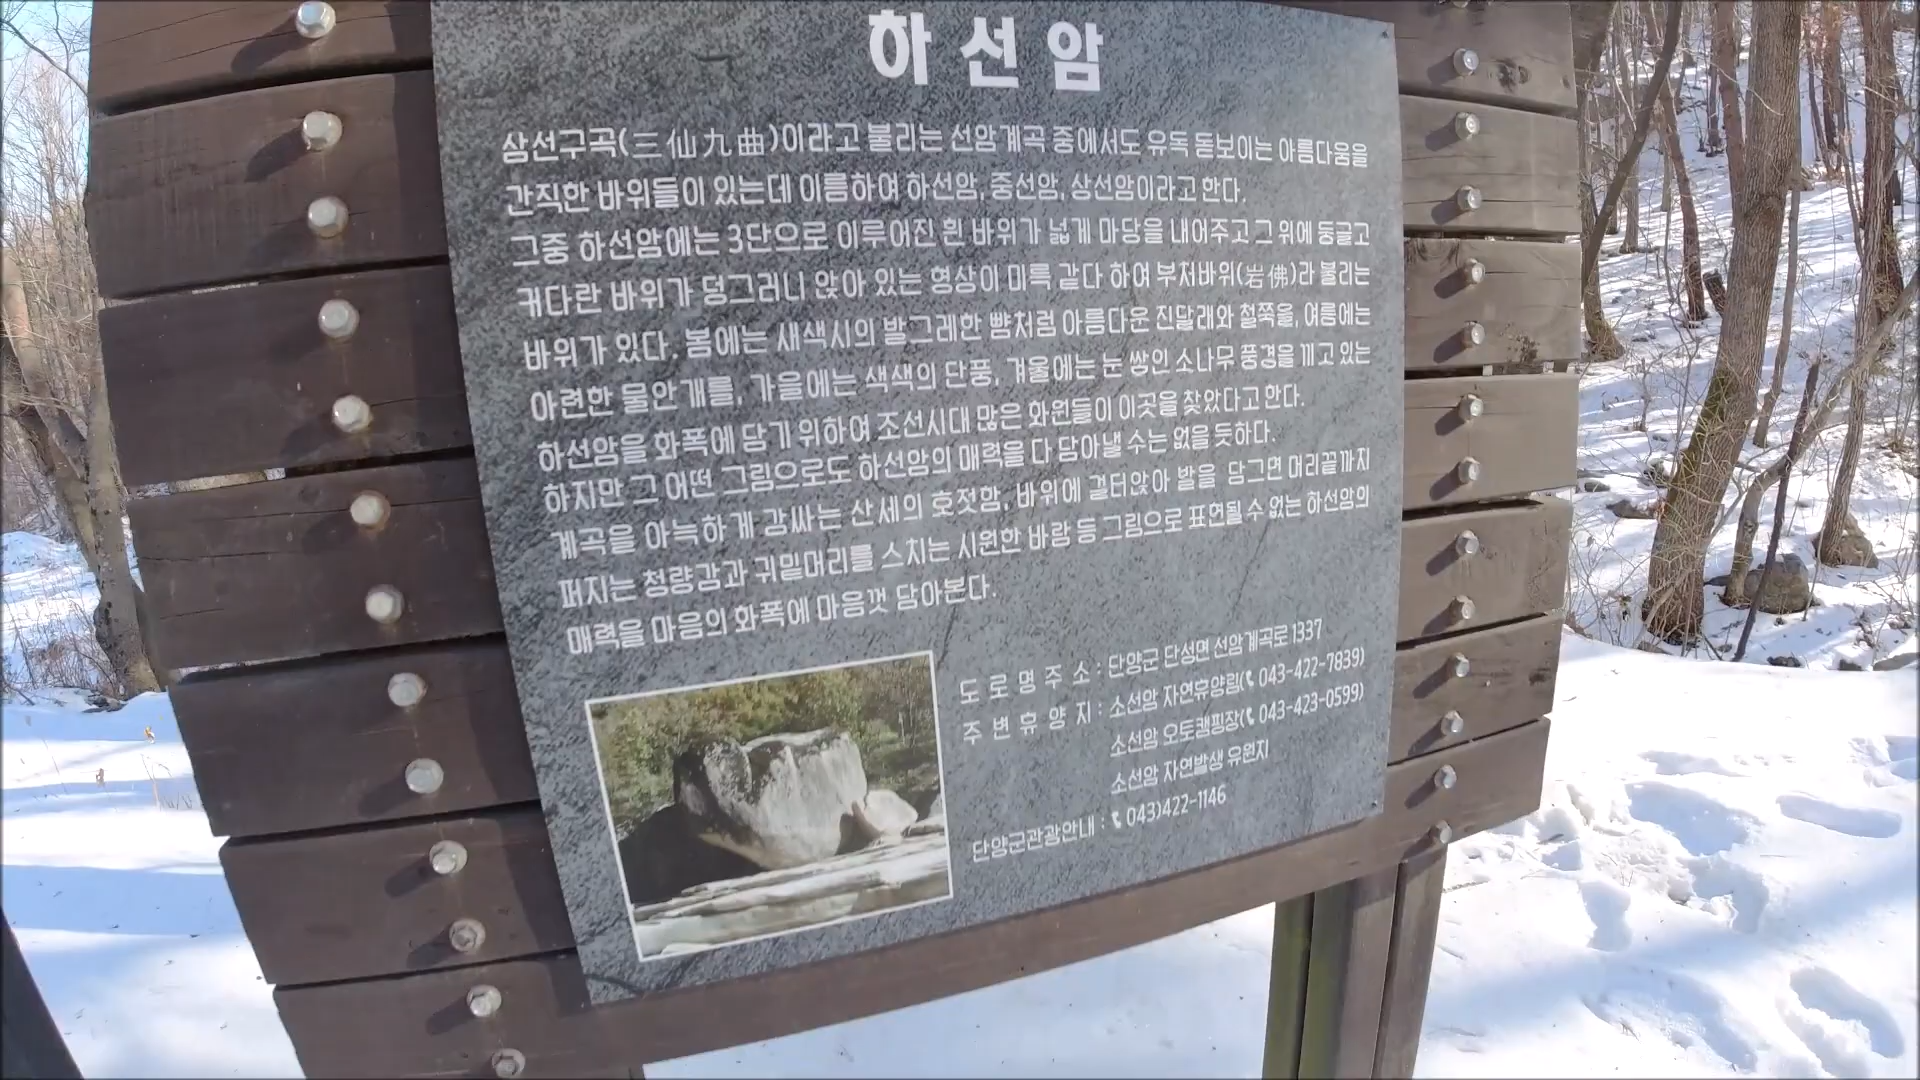 하선암
삼선구곡(三仙九曲)이라고 불리는 선암계곡 중에서도 유독 돋보이는 아름다움을
간직한 바위들이 있는데 이름하여 하선암, 중선암, 상선암이라고 한다.
그중 하선암에는 3단으로 이루어진 흰 바위가 넓게 마당을 내어주고 그 위에 둥글고
커다란 바위가 덩그러니 앉아 있는 형상이 미륵 같다 하여 부처바위(岩佛)라 불리는
바위가 있다. 봄에는 새색시의 발그레한 뺨처럼 아름다운 진달래와 철쭉을, 여름에는
아련한 물안개를, 가을에는 색색의 단풍, 겨울에는 눈 쌓인 소나무 풍경을 끼고 있는
하선암을 화폭에 담기 위하여 조선시대 많은 화원들이 이곳을 찾았다고 한다.
하지만 그 어떤 그림으로도 하선암의 매력을 다 담아낼 수는 없을 듯하다.
계곡을 아늑하게 감싸는 산세의 호젓함, 바위에 걸터앉아 발을 담그면 머리끝까지
퍼지는 청량감과 귀밑머리를 스치는 시원한 바람 등 그림으로 표현될 수 없는 하선암의
매력을 마음의 화폭에 마음껏 담아본다.
도로명주소 : 단양군 단성면 선암계곡로 1337
주변휴양지 : 소선암 자연휴양림(☎ 043-422-7839)
소선암 오토캠핑장(☎ 043-423-0599)
소선암 자연발생 유원지
단양군관광안내 : ☎ 043)422-1146